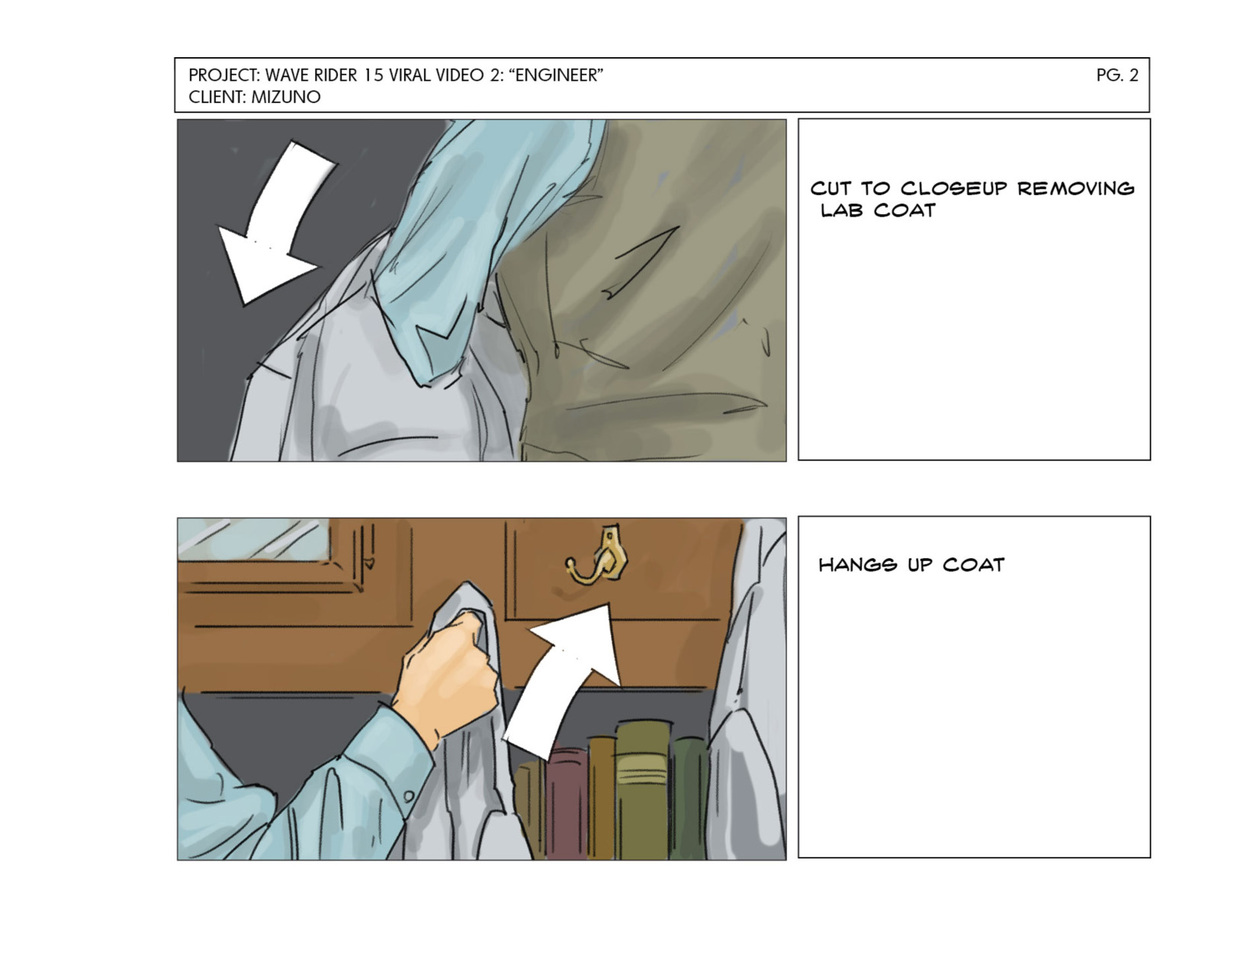 PROJECT: WAVE RIDER 15 VIRAL VIDEO 2: “ENGINEER”
PG. 2
CLIENT: MIZUNO
CUT TO CLOSEUP REMOVING
LAB COAT
HANGS UP COAT